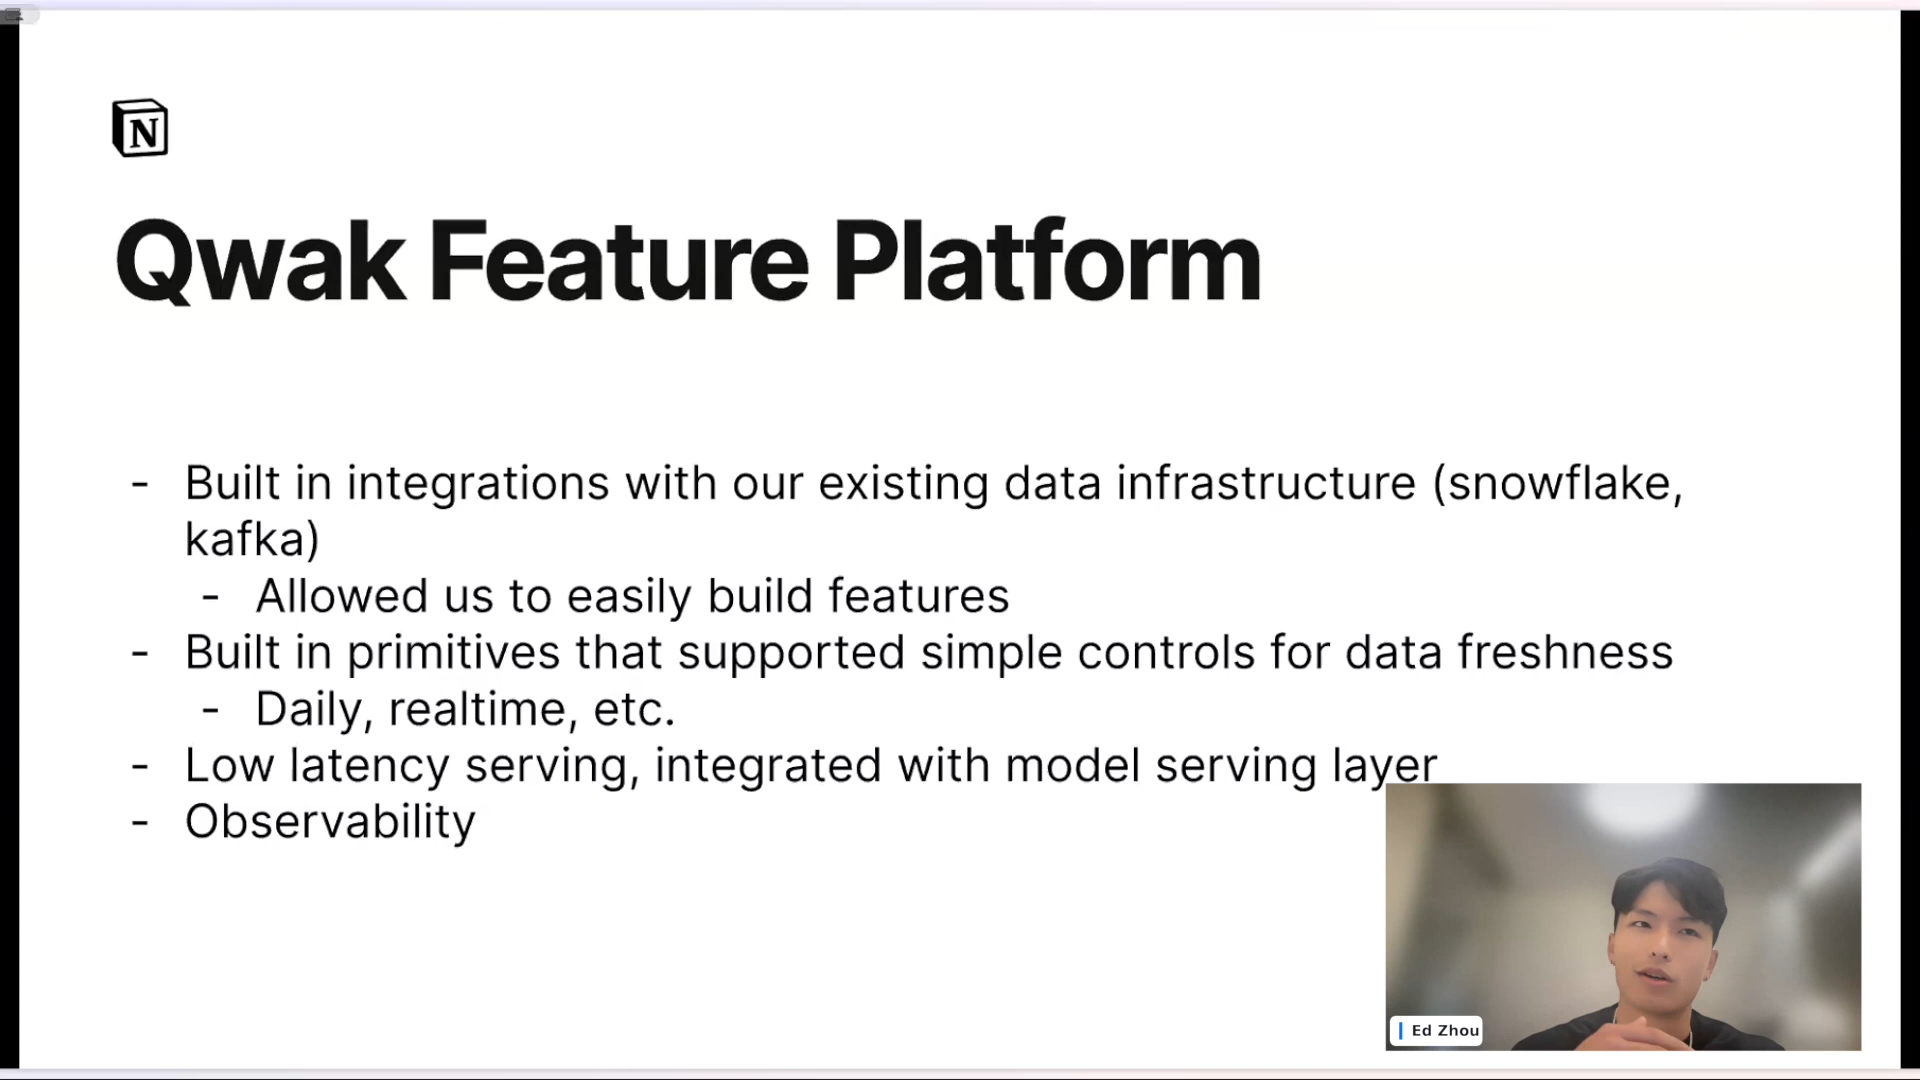 N
Qwak Feature Platform
- Built in integrations with our existing data infrastructure (snowflake,
kafka)
- Allowed us to easily build features
- Built in primitives that supported simple controls for data freshness
- Daily, realtime, etc.
- Low latency serving, integrated with model serving layer
- Observability
Ed Zhou